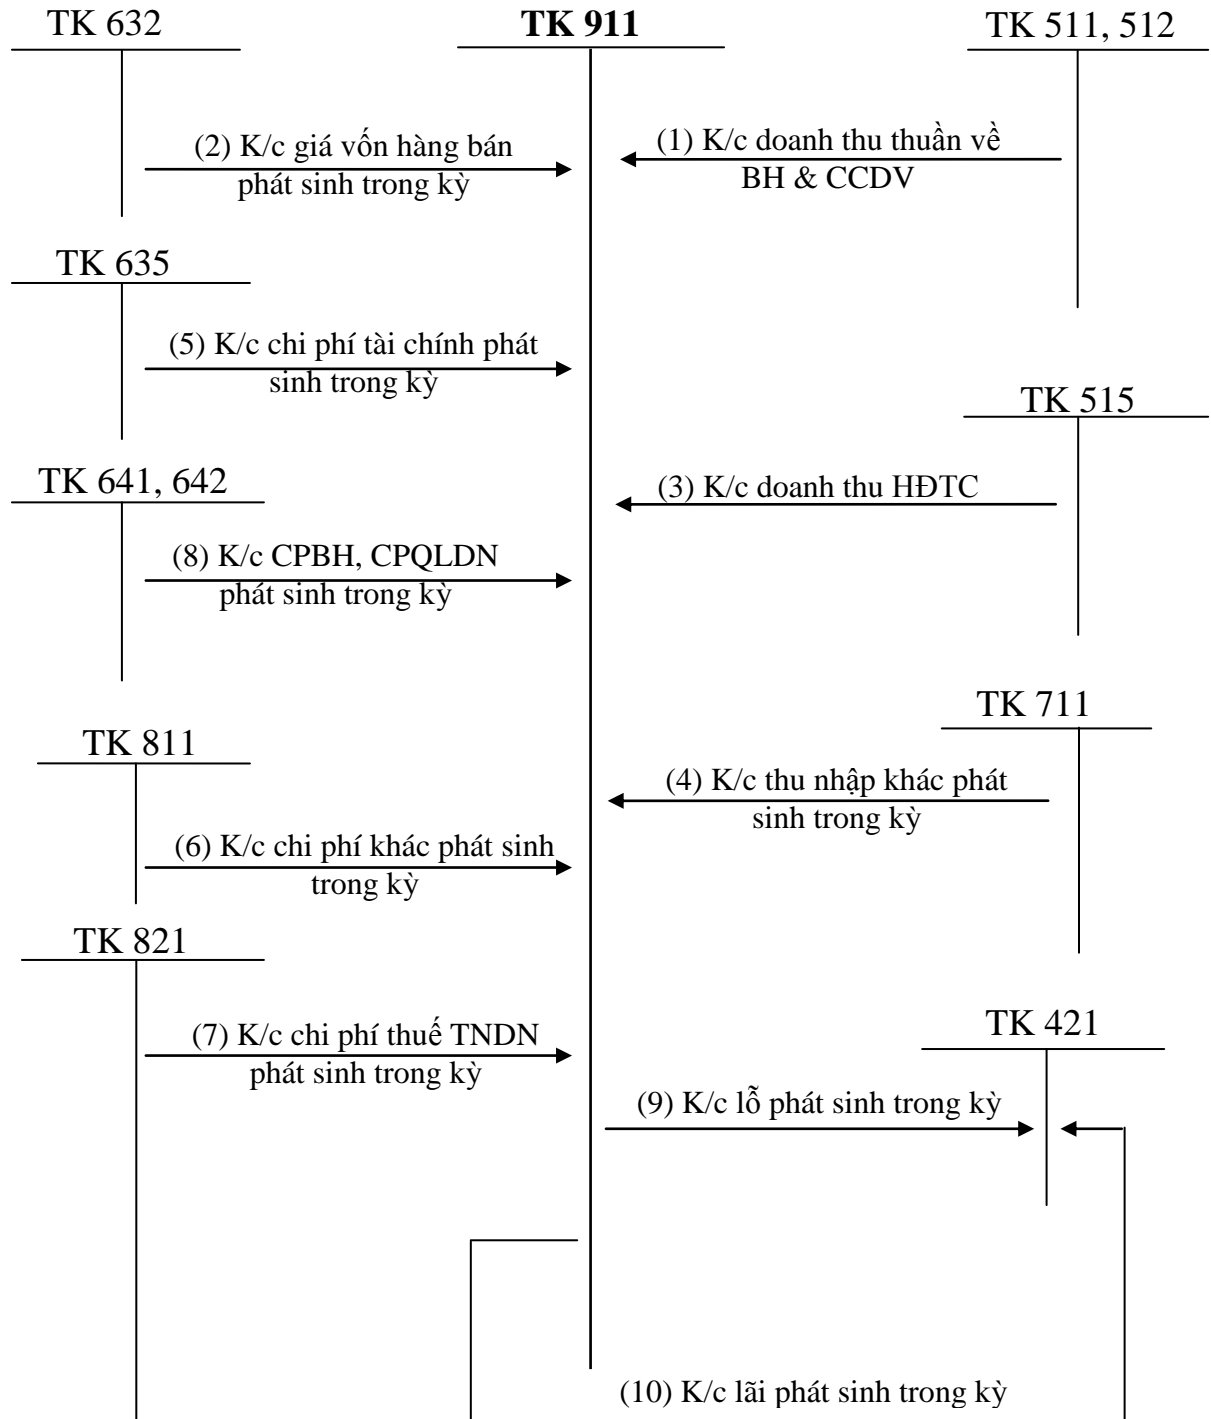 TK 632
TK 911
TK 511, 512
(2) K/c giá vốn hàng bán
phát sinh trong kỳ
(1) K/c doanh thu thuần về
BH & CCDV
TK 635
(5) K/c chi phí tài chính phát
sinh trong kỳ
TK 515
TK 641, 642
(3) K/c doanh thu HĐTC
(8) K/c CPBH, CPQLDN
phát sinh trong kỳ
TK 711
TK 811
(4) K/c thu nhập khác phát
sinh trong kỳ
(6) K/c chi phí khác phát sinh
trong kỳ
TK 821
TK 421
(7) K/c chi phí thuế TNDN
phát sinh trong kỳ
(9) K/c lỗ phát sinh trong kỳ
(10) K/c lãi phát sinh trong kỳ